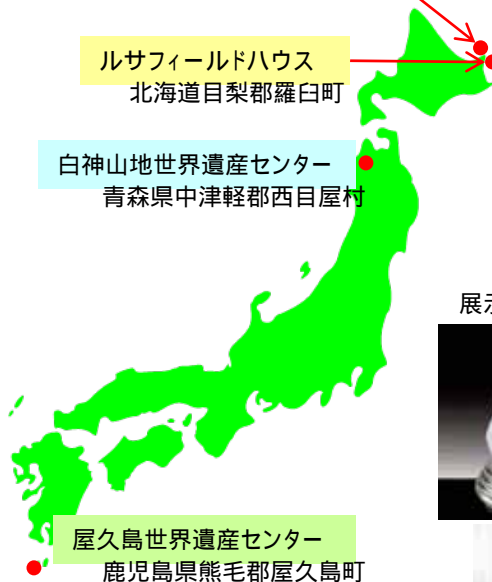 ルサフィールドハウス
北海道目梨郡羅臼町
白神山地世界遺産センター
青森県中津軽郡西目屋村
展示
屋久島世界遺産センター
鹿児島県熊毛郡屋久島町